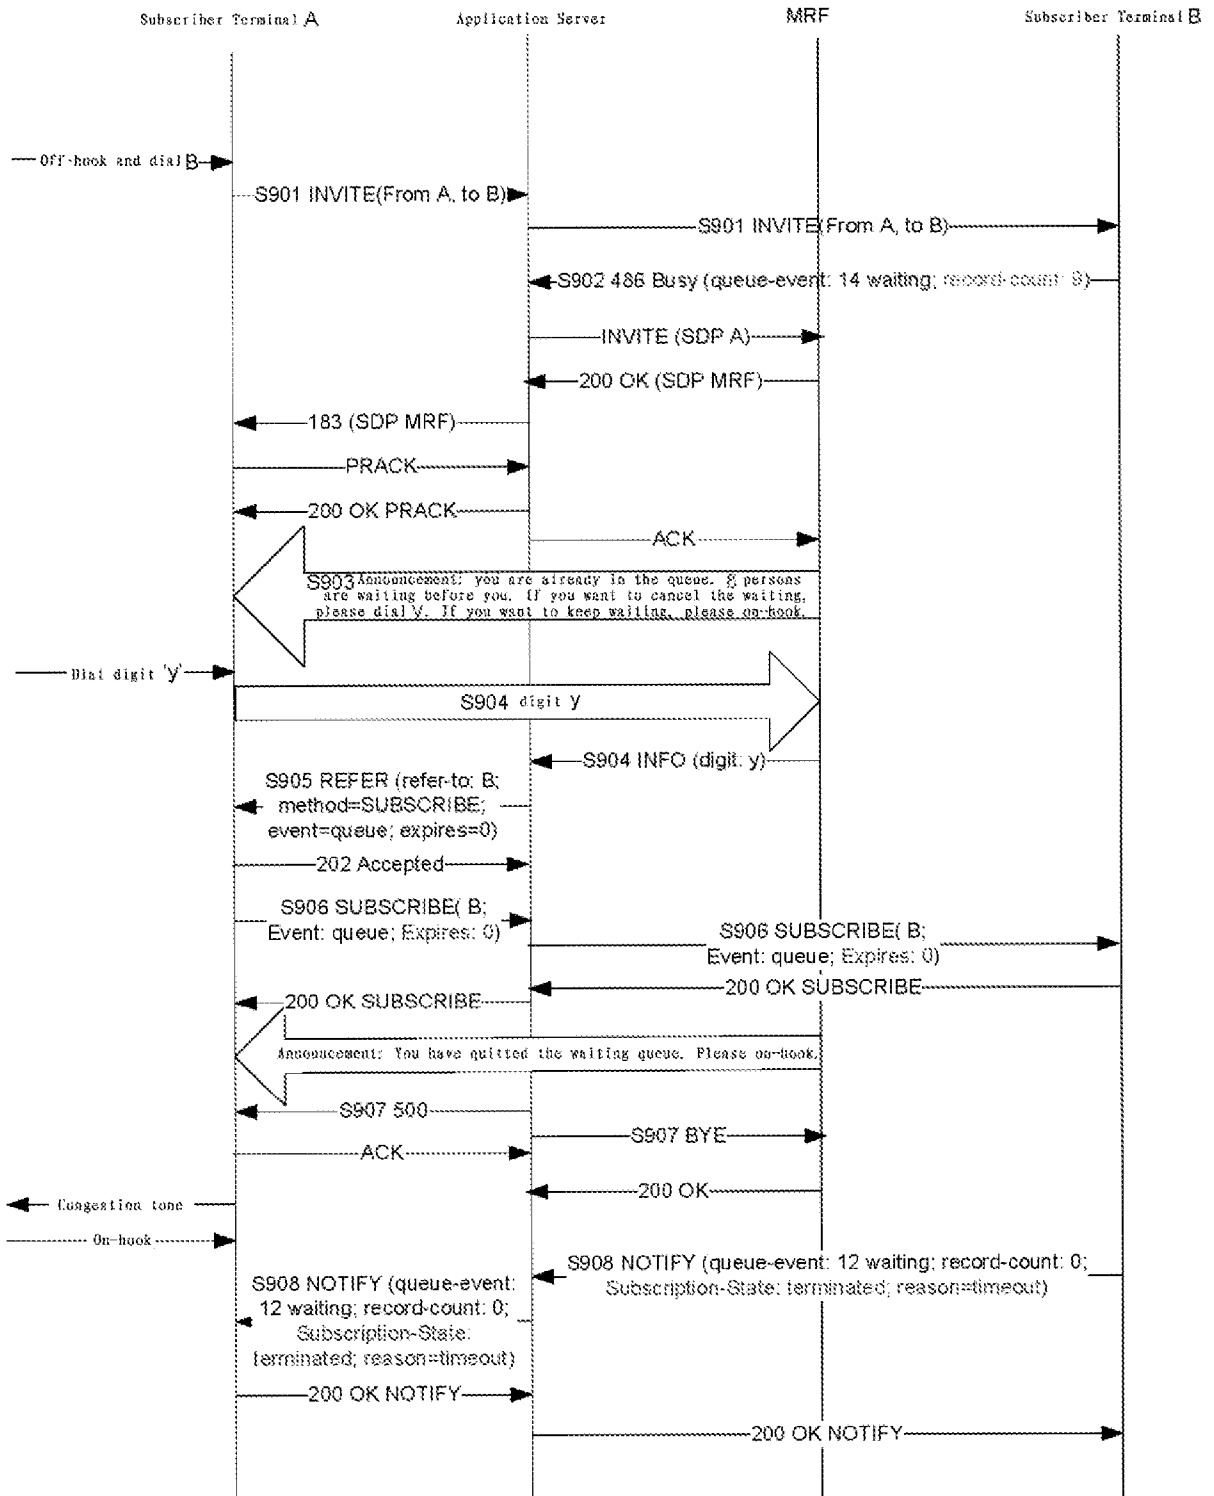 Subscriber Terminal A
Application Server
MRF
Subscriber Terminal B
Off-hook and dial B
S901 INVITE(From A, to B)
S901 INVITE(From A, to B)
S902 486 Busy (queue-event: 14 waiting; record-count: 9)
INVITE (SDP A)
200 OK (SDP MRF)
183 (SDP MRF)
PRACK
200 OK PRACK
ACK
S903 Announcement: you are already in the queue. 8 persons
are waiting before you. If you want to cancel the waiting,
please dial y. If you want to keep waiting, please on-hook.
Dial digit 'y'
S904 digit y
S904 INFO (digit: y)
S905 REFER (refer-to: B;
method=SUBSCRIBE;
event=queue; expires=0)
202 Accepted
S906 SUBSCRIBE( B;
Event: queue; Expires: 0)
S906 SUBSCRIBE( B;
Event: queue; Expires: 0)
200 OK SUBSCRIBE
200 OK SUBSCRIBE
Announcement: You have quitted the waiting queue. Please on-hook.
S907 500
S907 BYE
ACK
200 OK
Congestion tone
On-hook
S908 NOTIFY (queue-event: 12 waiting; record-count: 0;
Subscription-State: terminated; reason=timeout)
S908 NOTIFY (queue-event:
12 waiting; record-count: 0;
Subscription-State:
terminated; reason=timeout)
200 OK NOTIFY
200 OK NOTIFY